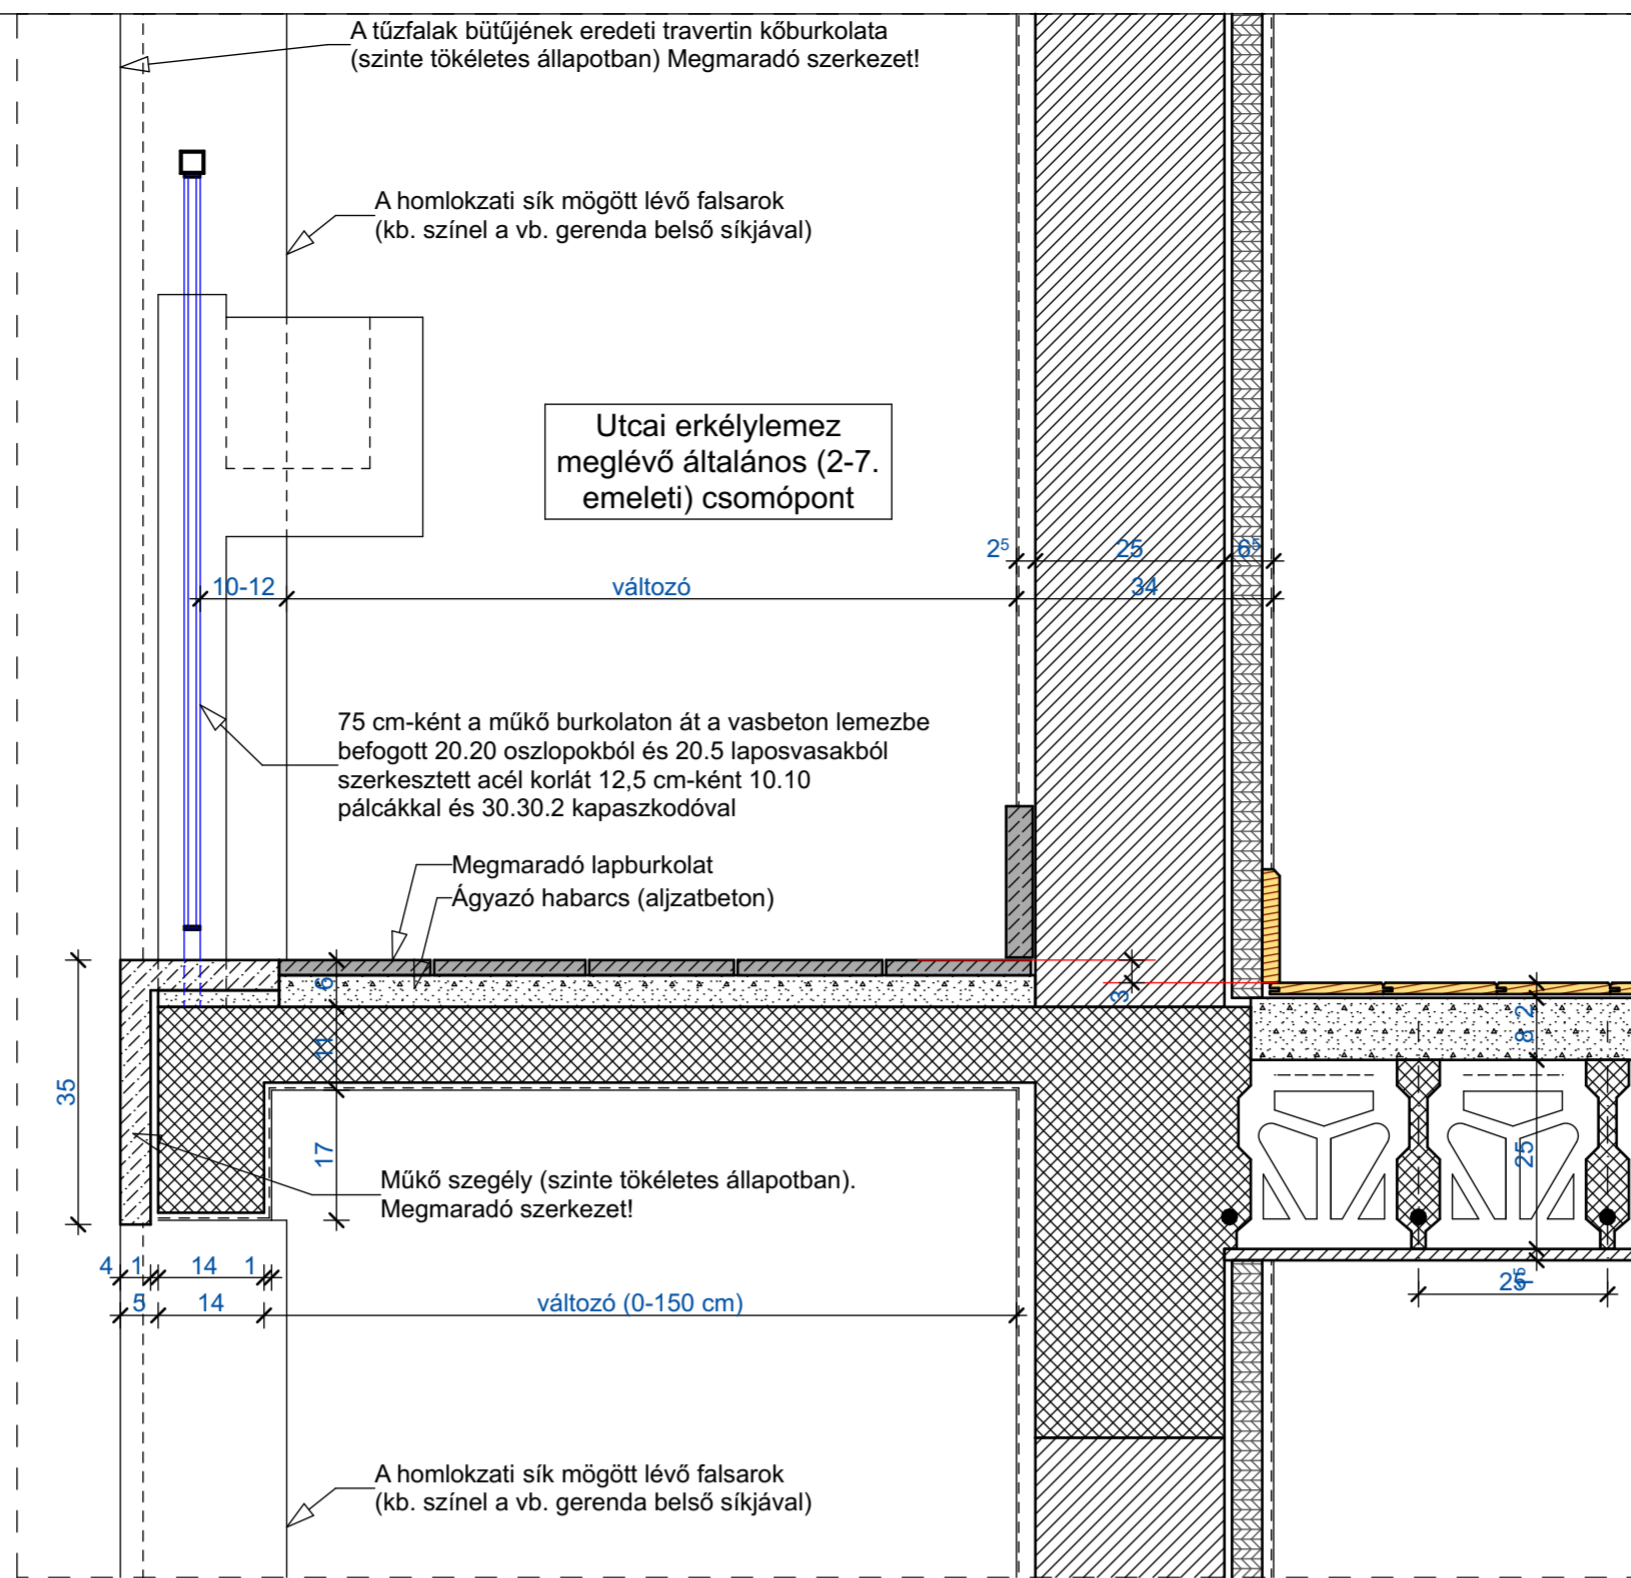 A tűzfalak bütüjének eredeti travertin kőburkolata
(szinte tökéletes állapotban) Megmaradó szerkezet!
A homlokzati sík mögött lévő falsarok
(kb. színel a vb. gerenda belső síkjával)
Utcai erkélylemez
meglévő általános (2-7.
emeleti) csomópont
2⁵ 25 6⁵
10-12 változó 34
75 cm-ként a műkő burkolaton át a vasbeton lemezbe
befogott 20.20 oszlopokból és 20.5 laposvasakból
szerkesztett acél korlát 12,5 cm-ként 10.10
pálcákkal és 30.30.2 kapaszkodóval
Megmaradó lapburkolat
Ágyazó habarcs (aljzatbeton)
6
3
2
8
11
35
17
25
Műkő szegély (szinte tökéletes állapotban).
Megmaradó szerkezet!
4 1 14 1
5 14 változó (0-150 cm)
25
1⁵
A homlokzati sík mögött lévő falsarok
(kb. színel a vb. gerenda belső síkjával)